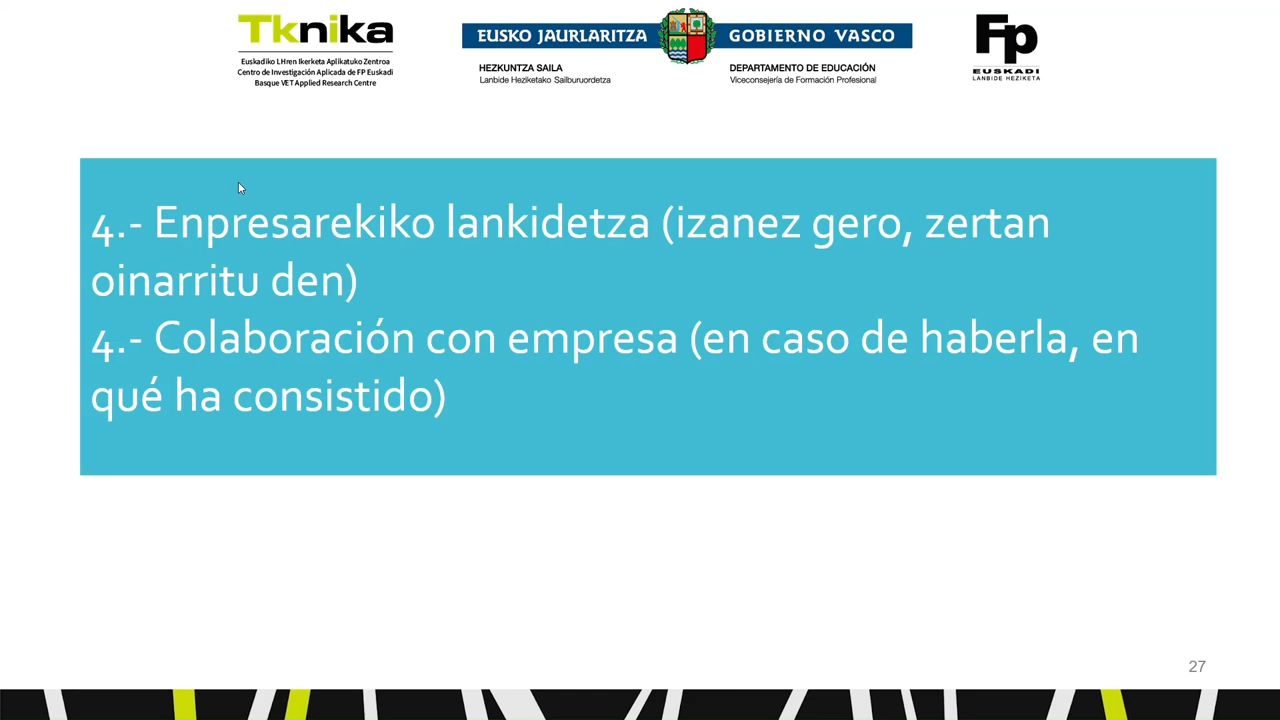 Tknika
Euskadiko LHren Ikerketa Aplikatuko Zentroa
Centro de Investigación Aplicada de FP Euskadi
Basque VET Applied Research Centre
EUSKO JAURLARITZA
GOBIERNO VASCO
HEZKUNTZA SAILA
Lanbide Heziketako Sailburuordetza
DEPARTAMENTO DE EDUCACIÓN
Viceconsejería de Formación Profesional
Fp
EUSKADI
LANBIDE HEZIKETA
4.- Enpresarekiko lankidetza (izanez gero, zertan
oinarritu den)
4.- Colaboración con empresa (en caso de haberla, en
qué ha consistido)
27